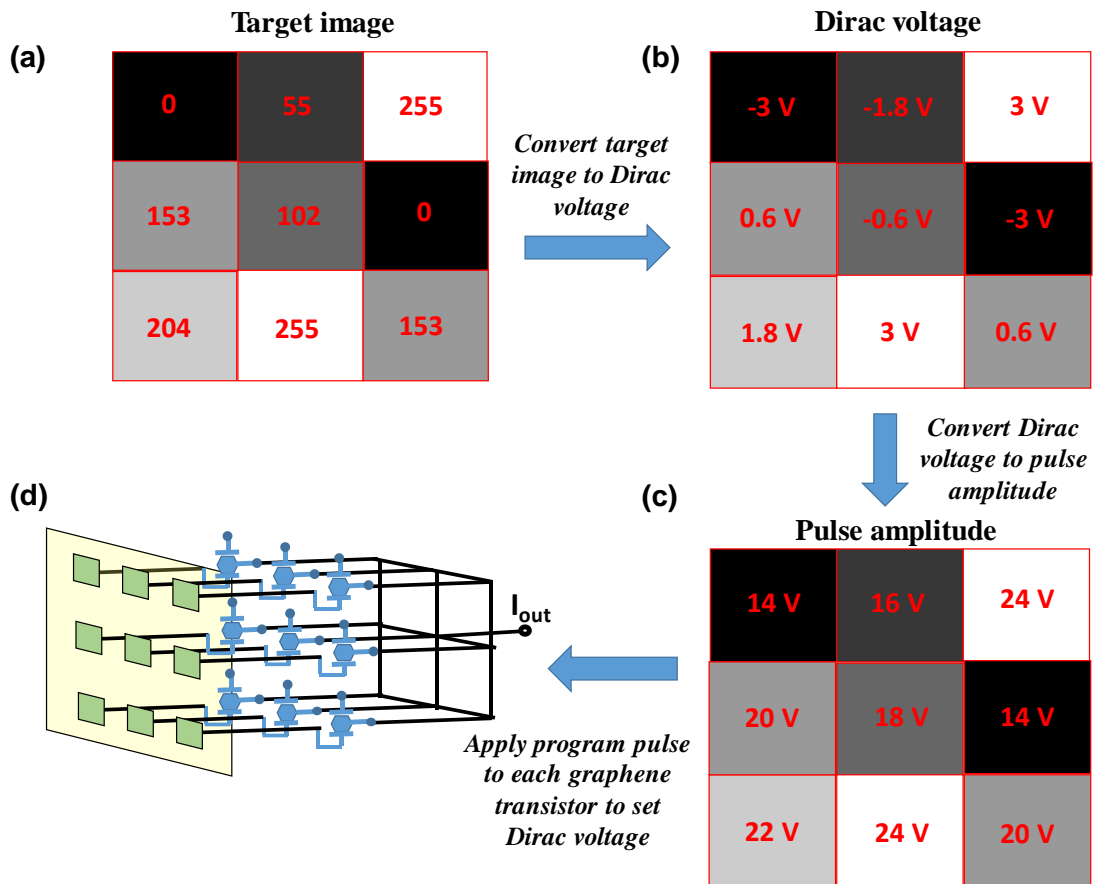 Target image
(a)
0 55 255
153 102 0
204 255 153
Convert target
image to Dirac
voltage
Dirac voltage
(b)
-3 V -1.8 V 3 V
0.6 V -0.6 V -3 V
1.8 V 3 V 0.6 V
Convert Dirac
voltage to pulse
amplitude
(c)
Pulse amplitude
14 V 16 V 24 V
20 V 18 V 14 V
22 V 24 V 20 V
Apply program pulse
to each graphene
transistor to set
Dirac voltage
(d)
Iout